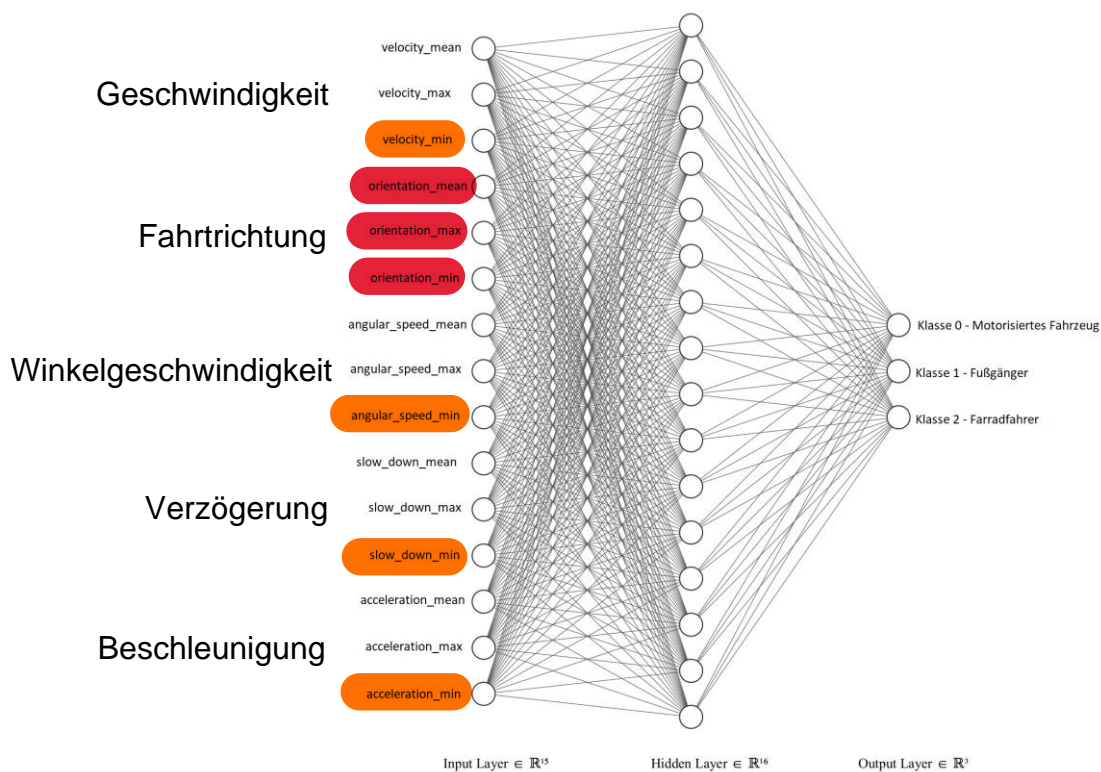 velocity_mean
Geschwindigkeit
velocity_max
velocity_min
orientation_mean
Fahrtrichtung
orientation_max
orientation_min
angular_speed_mean
Winkelgeschwindigkeit
angular_speed_max
angular_speed_min
slow_down_mean
Verzögerung
slow_down_max
slow_down_min
acceleration_mean
Beschleunigung
acceleration_max
acceleration_min
Klasse 0 - Motorisiertes Fahrzeug
Klasse 1 - Fußgänger
Klasse 2 - Farradfahrer
Input Layer ∈ ℝ¹⁵
Hidden Layer ∈ ℝ¹⁶
Output Layer ∈ ℝ³